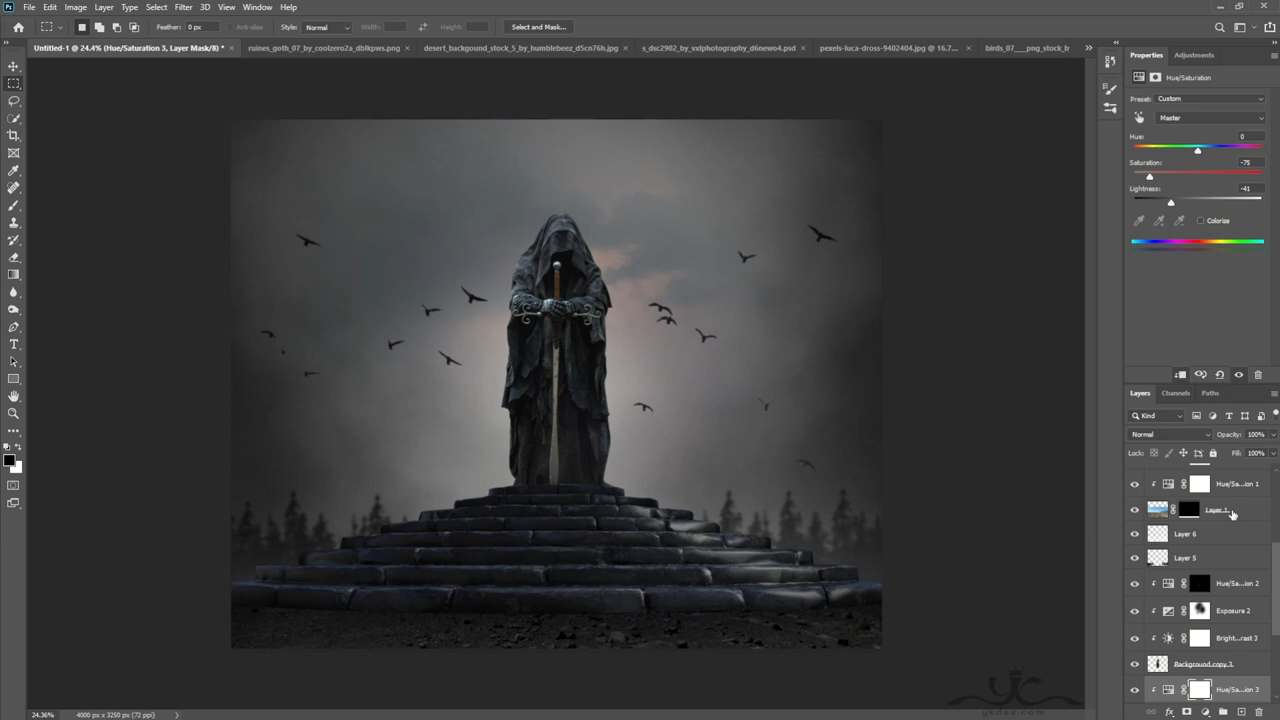 File Edit Image Layer Type Select Filter 3D View Window Help
Feather: 0 px Anti-alias Style: Normal Width: Height: Select and Mask...
Untitled-1 @ 24.4% (Hue/Saturation 3, Layer Mask/8) * × ruines_goth_07_by_coolzero2a_dblkpws.png × desert_backgound_stock_5_by_humblebeez_d5cn76h.jpg × s_dsc2902_by_vxdphotography_d6newo4.psd × pexels-luca-dross-9402404.jpg @ 16.7... × birds_07___png_stock_b
Properties Adjustments
Hue/Saturation
Preset: Custom
Master
Hue: 0
Saturation: -75
Lightness: -41
Colorize
Layers Channels Paths
Kind
Normal Opacity: 100%
Lock: Fill: 100%
Hue/Sa...ion 1
Layer 1
Layer 6
Layer 5
Hue/Sa...ion 2
Exposure 2
Bright...rast 3
Background copy 3
Hue/Sa...ion 3
yc
ykdev.com
24.36% 4000 px x 3250 px (72 ppi)